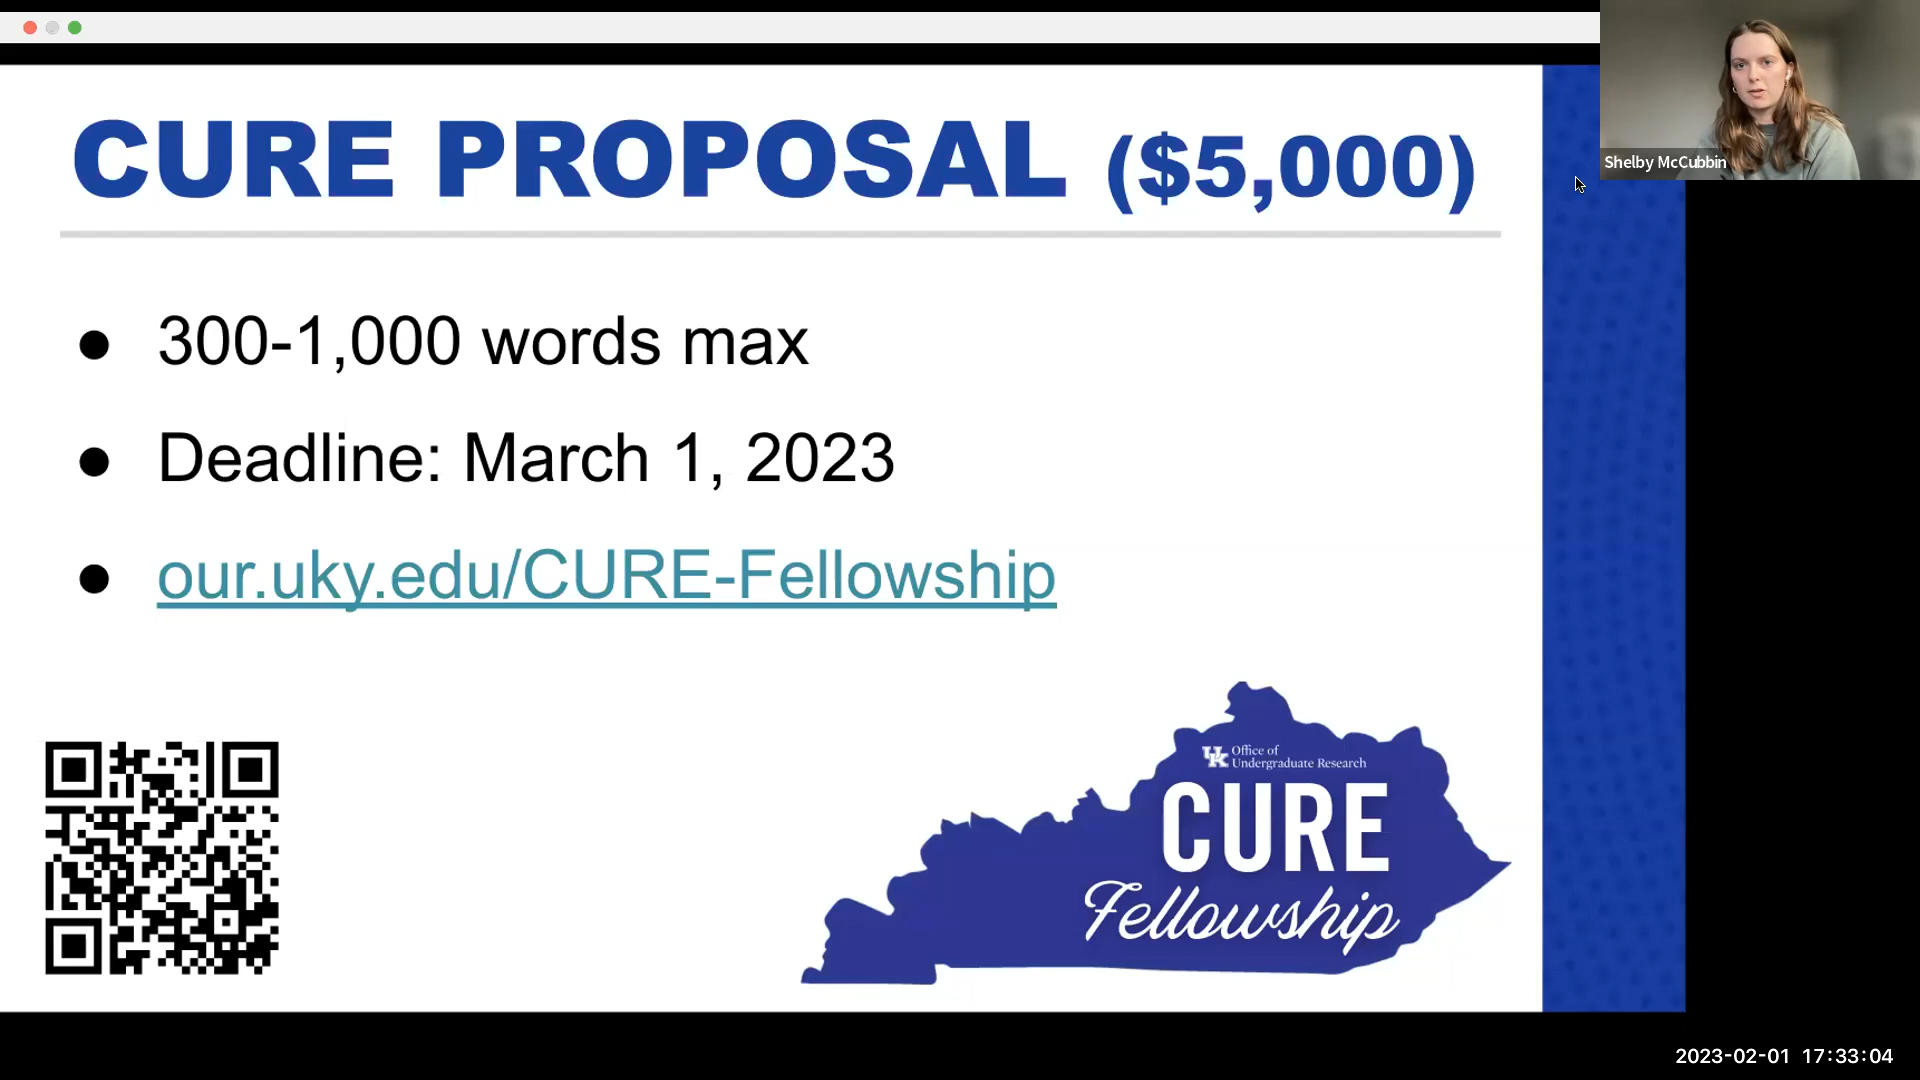 CURE PROPOSAL ($5,000)
Shelby McCubbin
● 300-1,000 words max
● Deadline: March 1, 2023
● our.uky.edu/CURE-Fellowship
UK Office of
Undergraduate Research
CURE
Fellowship
2023-02-01 17:33:04